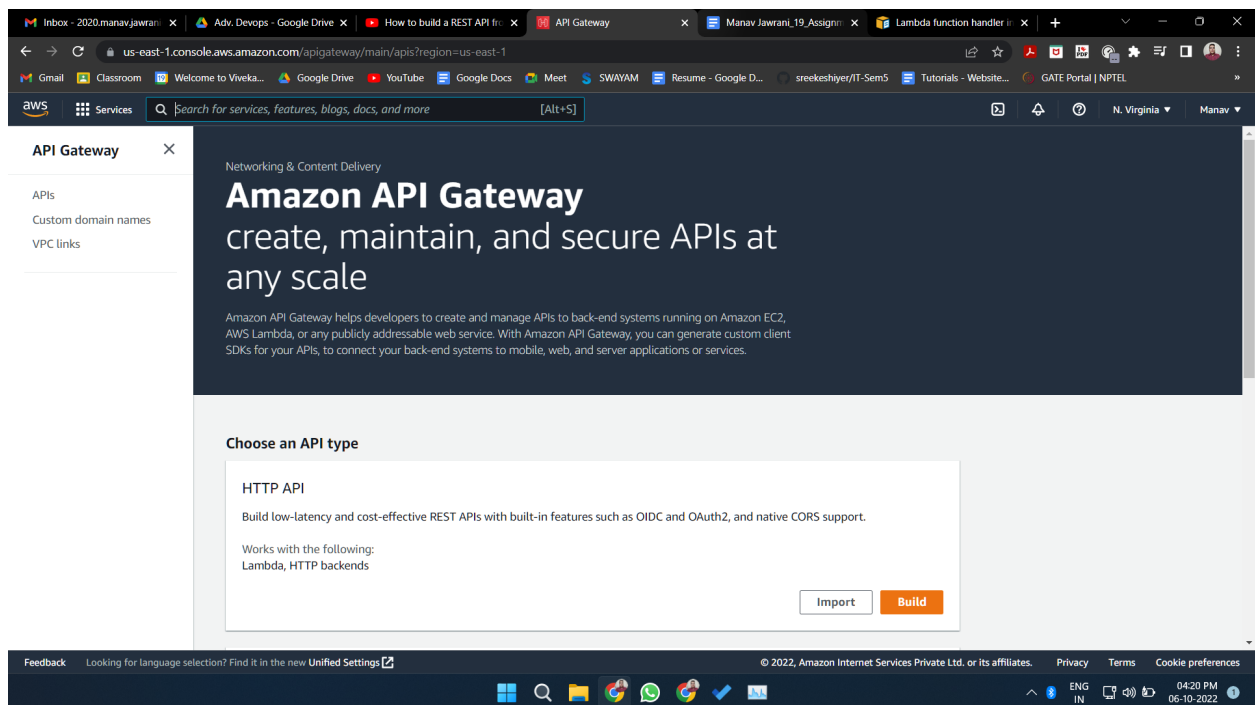 Inbox - 2020.manav.jawrani
Adv. Devops - Google Drive
How to build a REST API fro
API Gateway
Manav Jawrani_19_Assignm
Lambda function handler in
us-east-1.console.aws.amazon.com/apigateway/main/apis?region=us-east-1
Gmail Classroom Welcome to Viveka... Google Drive YouTube Google Docs Meet SWAYAM Resume - Google D... sreekeshiyer/IT-Sem5 Tutorials - Website... GATE Portal | NPTEL »
aws Services Search for services, features, blogs, docs, and more [Alt+S] N. Virginia ▼ Manav ▼
API Gateway
APIs
Custom domain names
VPC links
Networking & Content Delivery
Amazon API Gateway
create, maintain, and secure APIs at
any scale
Amazon API Gateway helps developers to create and manage APIs to back-end systems running on Amazon EC2,
AWS Lambda, or any publicly addressable web service. With Amazon API Gateway, you can generate custom client
SDKs for your APIs, to connect your back-end systems to mobile, web, and server applications or services.
Choose an API type
HTTP API
Build low-latency and cost-effective REST APIs with built-in features such as OIDC and OAuth2, and native CORS support.
Works with the following:
Lambda, HTTP backends
Import Build
Feedback Looking for language selection? Find it in the new Unified Settings © 2022, Amazon Internet Services Private Ltd. or its affiliates. Privacy Terms Cookie preferences
ENG
IN
04:20 PM
06-10-2022
1